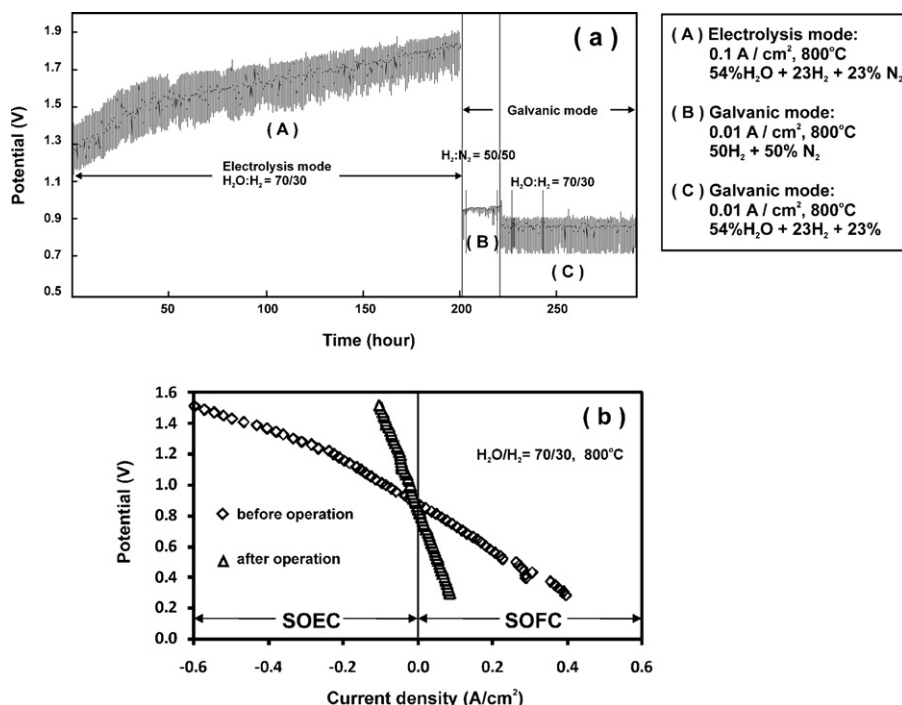 ( a )
1.9
1.7
1.5
1.3
1.1
0.9
0.7
0.5
Potential (V)
( A )
Electrolysis mode
H₂O:H₂ = 70/30
Galvanic mode
H₂:N₂ = 50/50
H₂O:H₂ = 70/30
( B )
( C )
50
100
150
200
250
Time (hour)
( A ) Electrolysis mode:
0.1 A / cm², 800°C
54%H₂O + 23H₂ + 23% N₂
( B ) Galvanic mode:
0.01 A / cm², 800°C
50H₂ + 50% N₂
( C ) Galvanic mode:
0.01 A / cm², 800°C
54%H₂O + 23H₂ + 23%
( b )
1.6
1.4
1.2
1.0
0.8
0.6
0.4
0.2
0.0
Potential (V)
H₂O/H₂= 70/30, 800°C
before operation
after operation
SOEC
SOFC
-0.6
-0.4
-0.2
0.0
0.2
0.4
0.6
Current density (A/cm²)